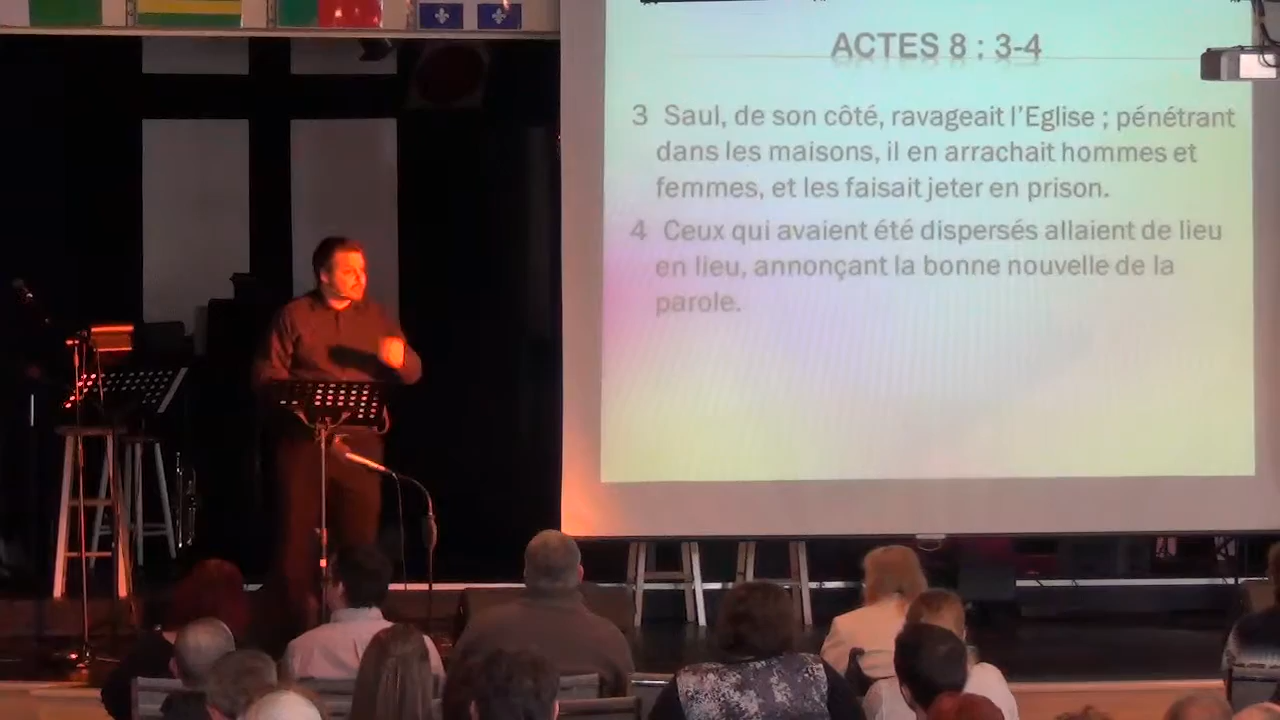 ACTES 8 : 3-4
3 Saul, de son côté, ravageait l'Eglise ; pénétrant
dans les maisons, il en arrachait hommes et
femmes, et les faisait jeter en prison.
4 Ceux qui avaient été dispersés allaient de lieu
en lieu, annonçant la bonne nouvelle de la
parole.